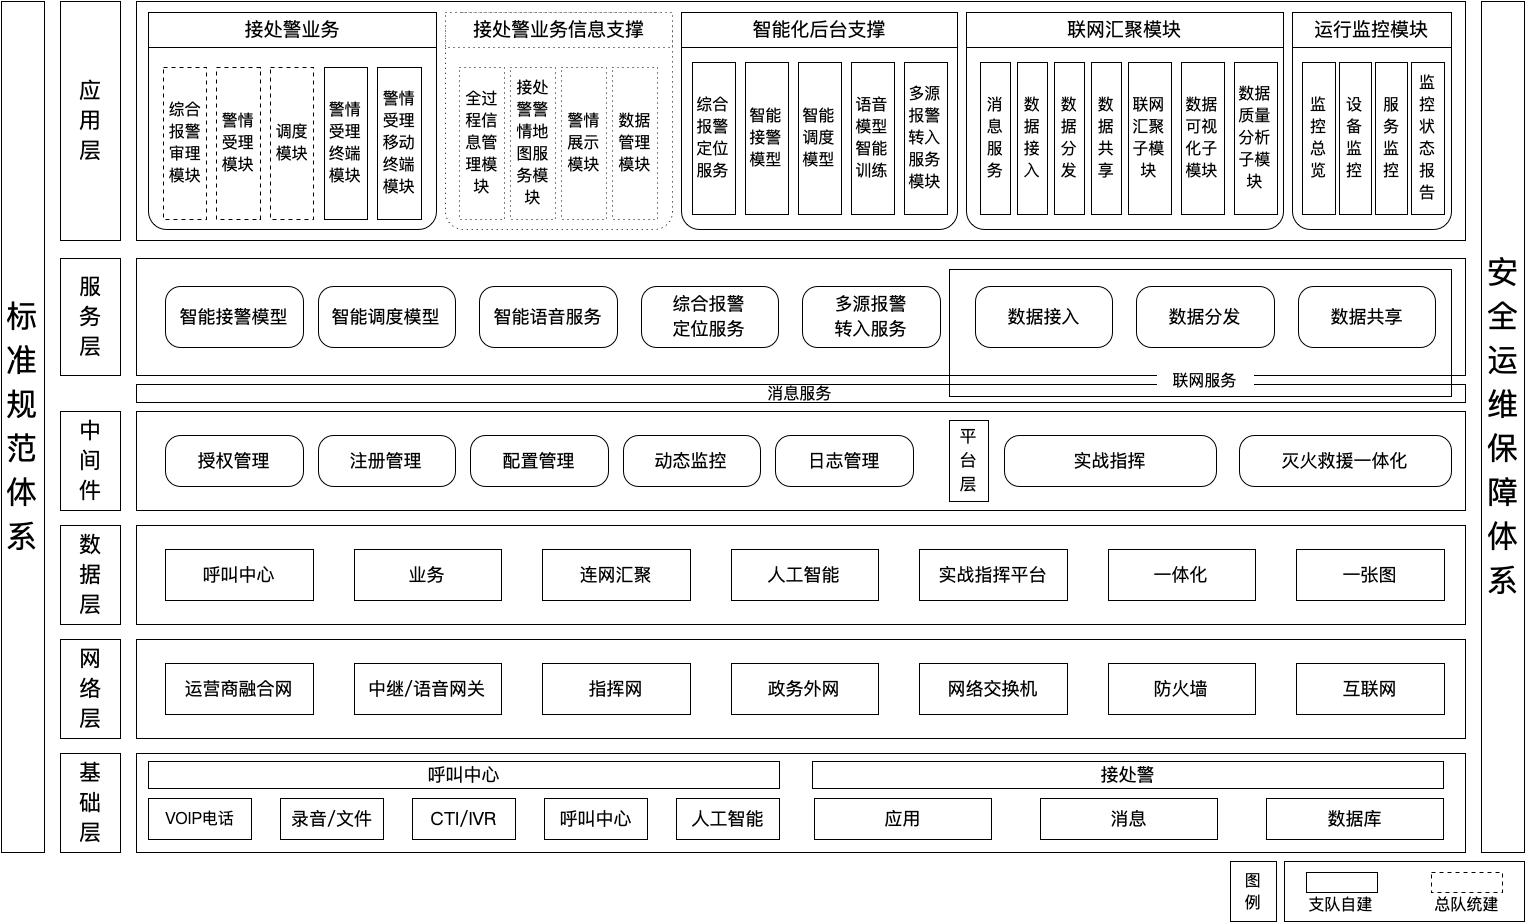 标准规范体系
应用层
接处警业务
综合报警审理模块
警情受理模块
调度模块
警情受理终端模块
警情受理移动终端模块
接处警业务信息支撑
全过程信息管理模块
接处警警情地图服务模块
警情展示模块
数据管理模块
智能化后台支撑
综合报警定位服务
智能接警模型
智能调度模型
语音模型智能训练
多源报警转入服务模块
联网汇聚模块
消息服务
数据接入
数据分发
数据共享
联网汇聚子模块
数据可视化子模块
数据质量分析子模块
运行监控模块
监控总览
设备监控
服务监控
监控状态报告
服务层
智能接警模型
智能调度模型
智能语音服务
综合报警
定位服务
多源报警
转入服务
数据接入
数据分发
数据共享
联网服务
消息服务
中间件
授权管理
注册管理
配置管理
动态监控
日志管理
平台层
实战指挥
灭火救援一体化
数据层
呼叫中心
业务
连网汇聚
人工智能
实战指挥平台
一体化
一张图
网络层
运营商融合网
中继/语音网关
指挥网
政务外网
网络交换机
防火墙
互联网
基础层
呼叫中心
接处警
VOIP电话
录音/文件
CTI/IVR
呼叫中心
人工智能
应用
消息
数据库
安全运维保障体系
图例
支队自建
总队统建